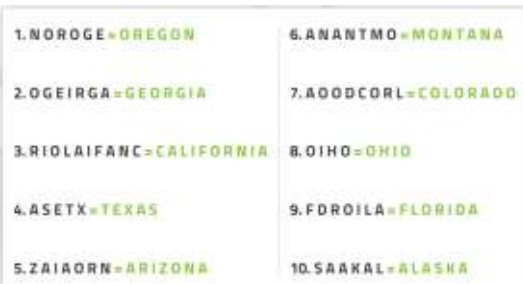 1. NOROGE=OREGON
2. OGEIRGA=GEORGIA
3. RIOLAIFANC=CALIFORNIA
4. ASETX=TEXAS
5. ZAIAORN=ARIZONA
6. ANANTMO=MONTANA
7. AOODCORL=COLORADO
8. OIHO=OHIO
9. FDROILA=FLORIDA
10. SAAKAL=ALASKA